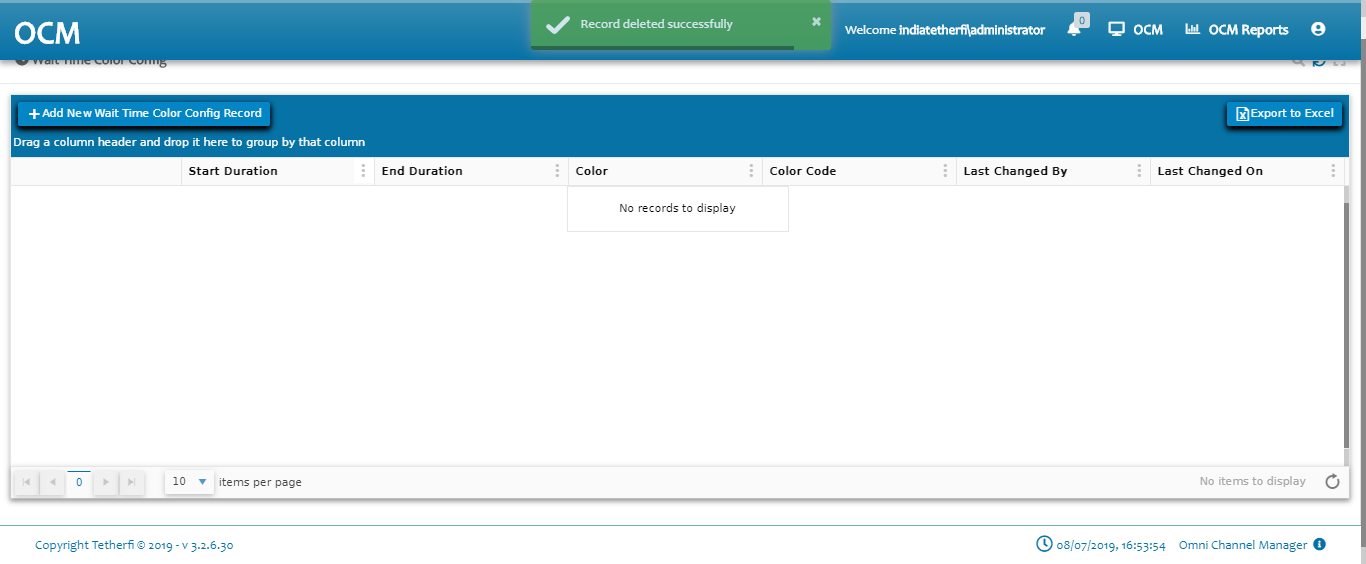 OCM
Record deleted successfully
Welcome indiatetherfi\administrator
0
OCM
OCM Reports
Wait Time Color Config
Add New Wait Time Color Config Record
Export to Excel
Drag a column header and drop it here to group by that column
Start Duration
End Duration
Color
Color Code
Last Changed By
Last Changed On
No records to display
0
10
items per page
No items to display
Copyright Tetherfi © 2019 - v 3.2.6.30
08/07/2019, 16:53:54
Omni Channel Manager